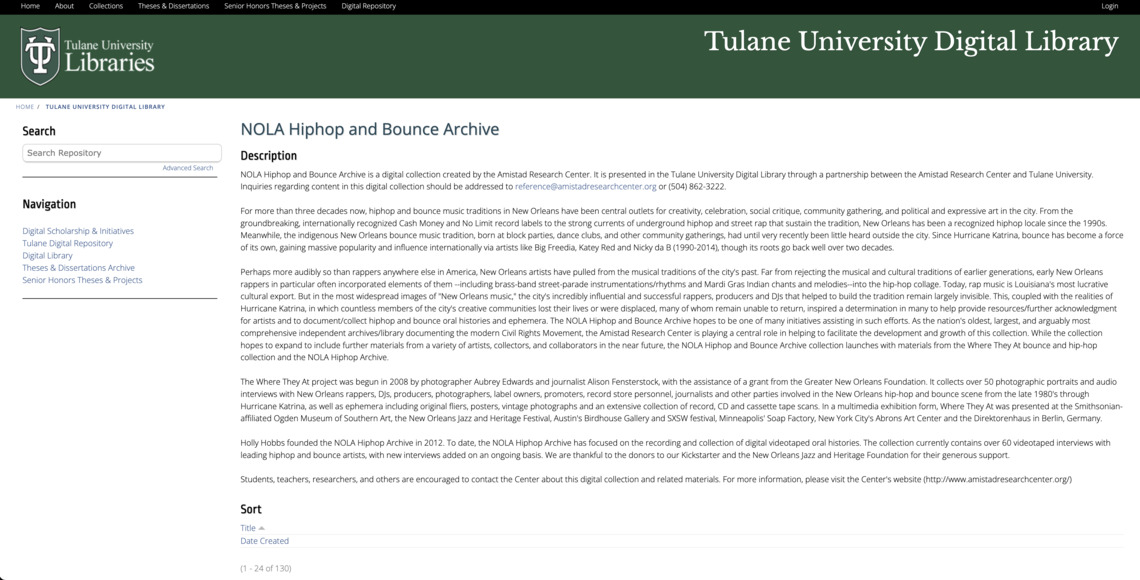 Home About Collections Theses & Dissertations Senior Honors Theses & Projects Digital Repository Login
Tulane University
Libraries
Tulane University Digital Library
HOME / TULANE UNIVERSITY DIGITAL LIBRARY
Search
Search Repository
Advanced Search
Navigation
Digital Scholarship & Initiatives
Tulane Digital Repository
Digital Library
Theses & Dissertations Archive
Senior Honors Theses & Projects
NOLA Hiphop and Bounce Archive
Description
NOLA Hiphop and Bounce Archive is a digital collection created by the Amistad Research Center. It is presented in the Tulane University Digital Library through a partnership between the Amistad Research Center and Tulane University.
Inquiries regarding content in this digital collection should be addressed to reference@amistadresearchcenter.org or (504) 862-3222.
For more than three decades now, hiphop and bounce music traditions in New Orleans have been central outlets for creativity, celebration, social critique, community gathering, and political and expressive art in the city. From the
groundbreaking, internationally recognized Cash Money and No Limit record labels to the strong currents of underground hiphop and street rap that sustain the tradition, New Orleans has been a recognized hiphop locale since the 1990s.
Meanwhile, the indigenous New Orleans bounce music tradition, born at block parties, dance clubs, and other community gatherings, had until very recently been little heard outside the city. Since Hurricane Katrina, bounce has become a force
of its own, gaining massive popularity and influence internationally via artists like Big Freedia, Katey Red and Nicky da B (1990-2014), though its roots go back well over two decades.
Perhaps more audibly so than rappers anywhere else in America, New Orleans artists have pulled from the musical traditions of the city's past. Far from rejecting the musical and cultural traditions of earlier generations, early New Orleans
rappers in particular often incorporated elements of them --including brass-band street-parade instrumentations/rhythms and Mardi Gras Indian chants and melodies--into the hip-hop collage. Today, rap music is Louisiana's most lucrative
cultural export. But in the most widespread images of "New Orleans music," the city's incredibly influential and successful rappers, producers and DJs that helped to build the tradition remain largely invisible. This, coupled with the realities of
Hurricane Katrina, in which countless members of the city's creative communities lost their lives or were displaced, many of whom remain unable to return, inspired a determination in many to help provide resources/further acknowledgment
for artists and to document/collect hiphop and bounce oral histories and ephemera. The NOLA Hiphop and Bounce Archive hopes to be one of many initiatives assisting in such efforts. As the nation's oldest, largest, and arguably most
comprehensive independent archives/library documenting the modern Civil Rights Movement, the Amistad Research Center is playing a central role in helping to facilitate the development and growth of this collection. While the collection
hopes to expand to include further materials from a variety of artists, collectors, and collaborators in the near future, the NOLA Hiphop and Bounce Archive collection launches with materials from the Where They At bounce and hip-hop
collection and the NOLA Hiphop Archive.
The Where They At project was begun in 2008 by photographer Aubrey Edwards and journalist Alison Fensterstock, with the assistance of a grant from the Greater New Orleans Foundation. It collects over 50 photographic portraits and audio
interviews with New Orleans rappers, DJs, producers, photographers, label owners, promoters, record store personnel, journalists and other parties involved in the New Orleans hip-hop and bounce scene from the late 1980's through
Hurricane Katrina, as well as ephemera including original fliers, posters, vintage photographs and an extensive collection of record, CD and cassette tape scans. In a multimedia exhibition form, Where They At was presented at the Smithsonian-
affiliated Ogden Museum of Southern Art, the New Orleans Jazz and Heritage Festival, Austin's Birdhouse Gallery and SXSW festival, Minneapolis' Soap Factory, New York City's Abrons Art Center and the Direktorenhaus in Berlin, Germany.
Holly Hobbs founded the NOLA Hiphop Archive in 2012. To date, the NOLA Hiphop Archive has focused on the recording and collection of digital videotaped oral histories. The collection currently contains over 60 videotaped interviews with
leading hiphop and bounce artists, with new interviews added on an ongoing basis. We are thankful to the donors to our Kickstarter and the New Orleans Jazz and Heritage Foundation for their generous support.
Students, teachers, researchers, and others are encouraged to contact the Center about this digital collection and related materials. For more information, please visit the Center's website (http://www.amistadresearchcenter.org/)
Sort
Title
Date Created
(1 - 24 of 130)